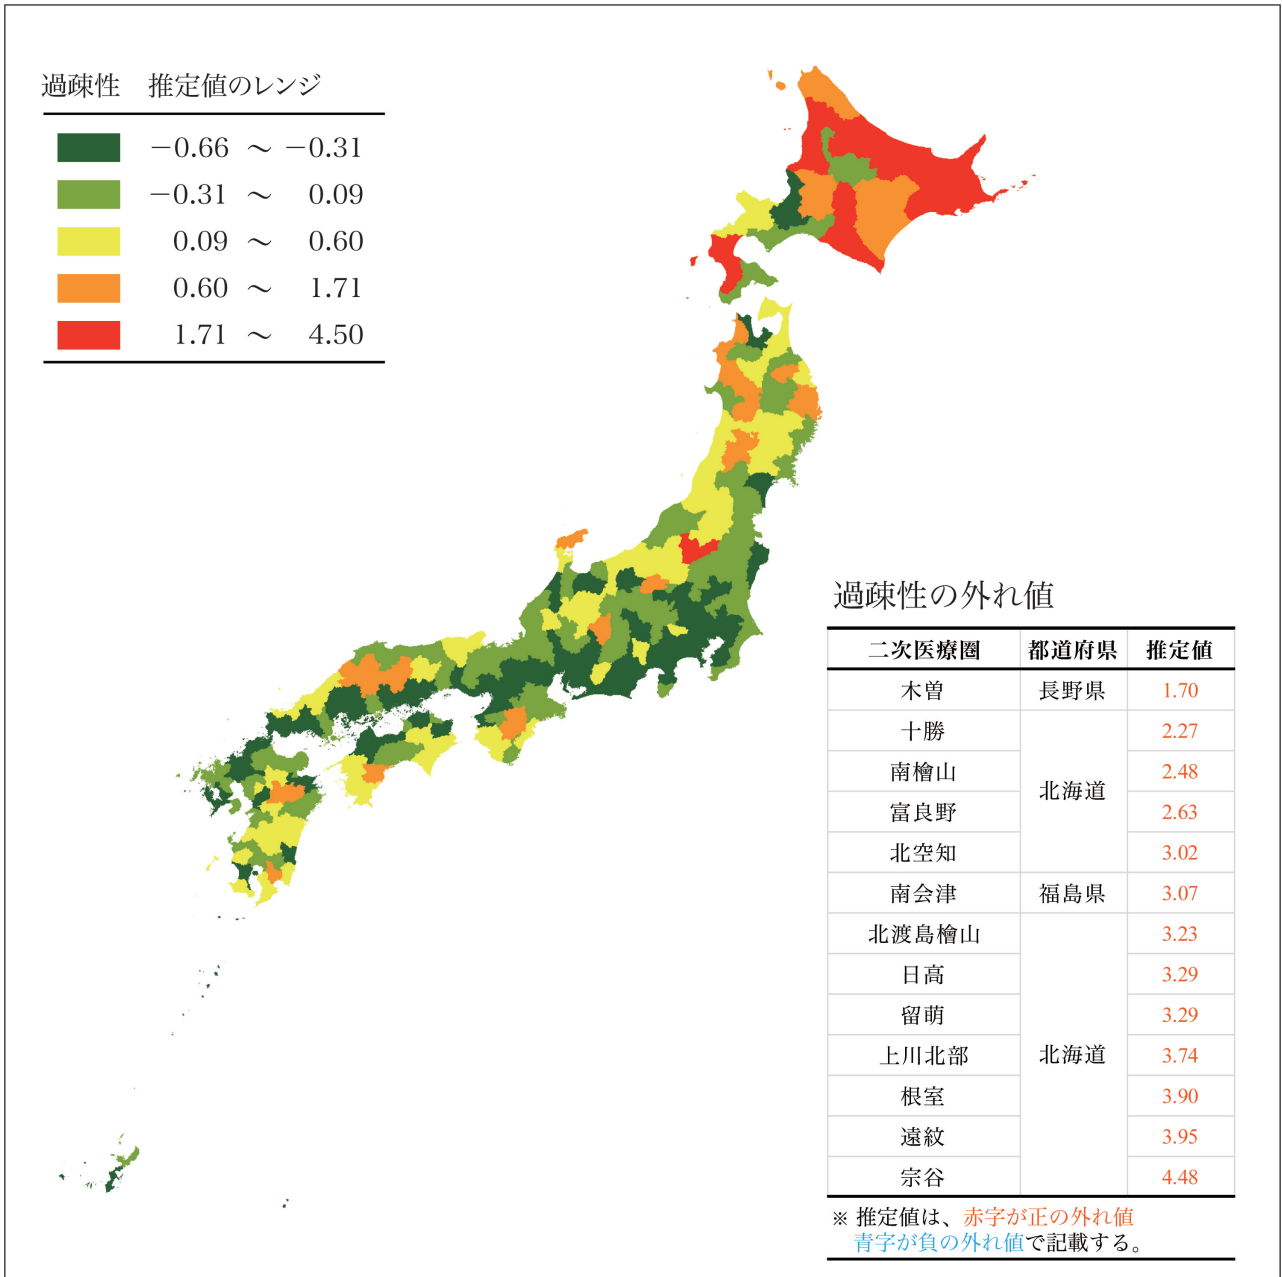 過疎性 推定値のレンジ
−0.66 ～ −0.31
−0.31 ～ 0.09
0.09 ～ 0.60
0.60 ～ 1.71
1.71 ～ 4.50
過疎性の外れ値
二次医療圏 都道府県 推定値
木曽 長野県 1.70
十勝 2.27
南檜山 2.48
北海道
富良野 2.63
北空知 3.02
南会津 福島県 3.07
北渡島檜山 3.23
日高 3.29
留萌 3.29
上川北部 北海道 3.74
根室 3.90
遠紋 3.95
宗谷 4.48
※ 推定値は、赤字が正の外れ値
青字が負の外れ値で記載する。